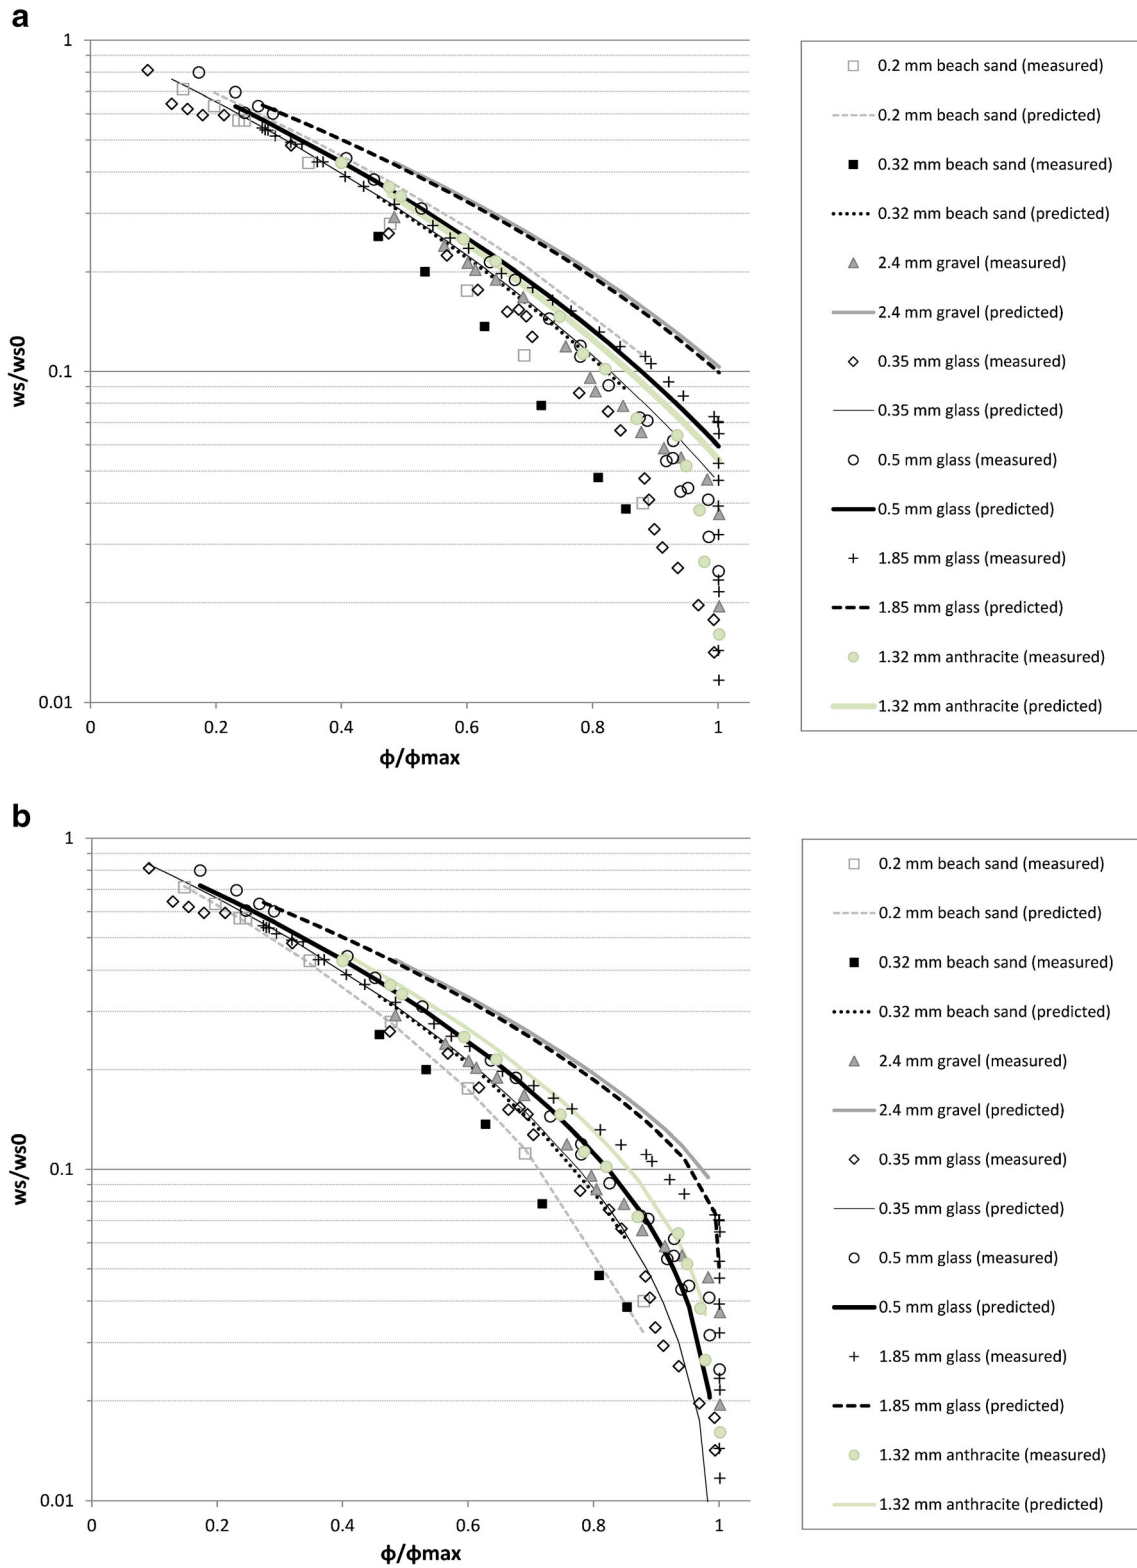 a
1
0.1
0.01
ws/ws0
0
0.2
0.4
0.6
0.8
1
ϕ/ϕmax
0.2 mm beach sand (measured)
0.2 mm beach sand (predicted)
0.32 mm beach sand (measured)
0.32 mm beach sand (predicted)
2.4 mm gravel (measured)
2.4 mm gravel (predicted)
0.35 mm glass (measured)
0.35 mm glass (predicted)
0.5 mm glass (measured)
0.5 mm glass (predicted)
1.85 mm glass (measured)
1.85 mm glass (predicted)
1.32 mm anthracite (measured)
1.32 mm anthracite (predicted)
b
1
0.1
0.01
ws/ws0
0
0.2
0.4
0.6
0.8
1
ϕ/ϕmax
0.2 mm beach sand (measured)
0.2 mm beach sand (predicted)
0.32 mm beach sand (measured)
0.32 mm beach sand (predicted)
2.4 mm gravel (measured)
2.4 mm gravel (predicted)
0.35 mm glass (measured)
0.35 mm glass (predicted)
0.5 mm glass (measured)
0.5 mm glass (predicted)
1.85 mm glass (measured)
1.85 mm glass (predicted)
1.32 mm anthracite (measured)
1.32 mm anthracite (predicted)